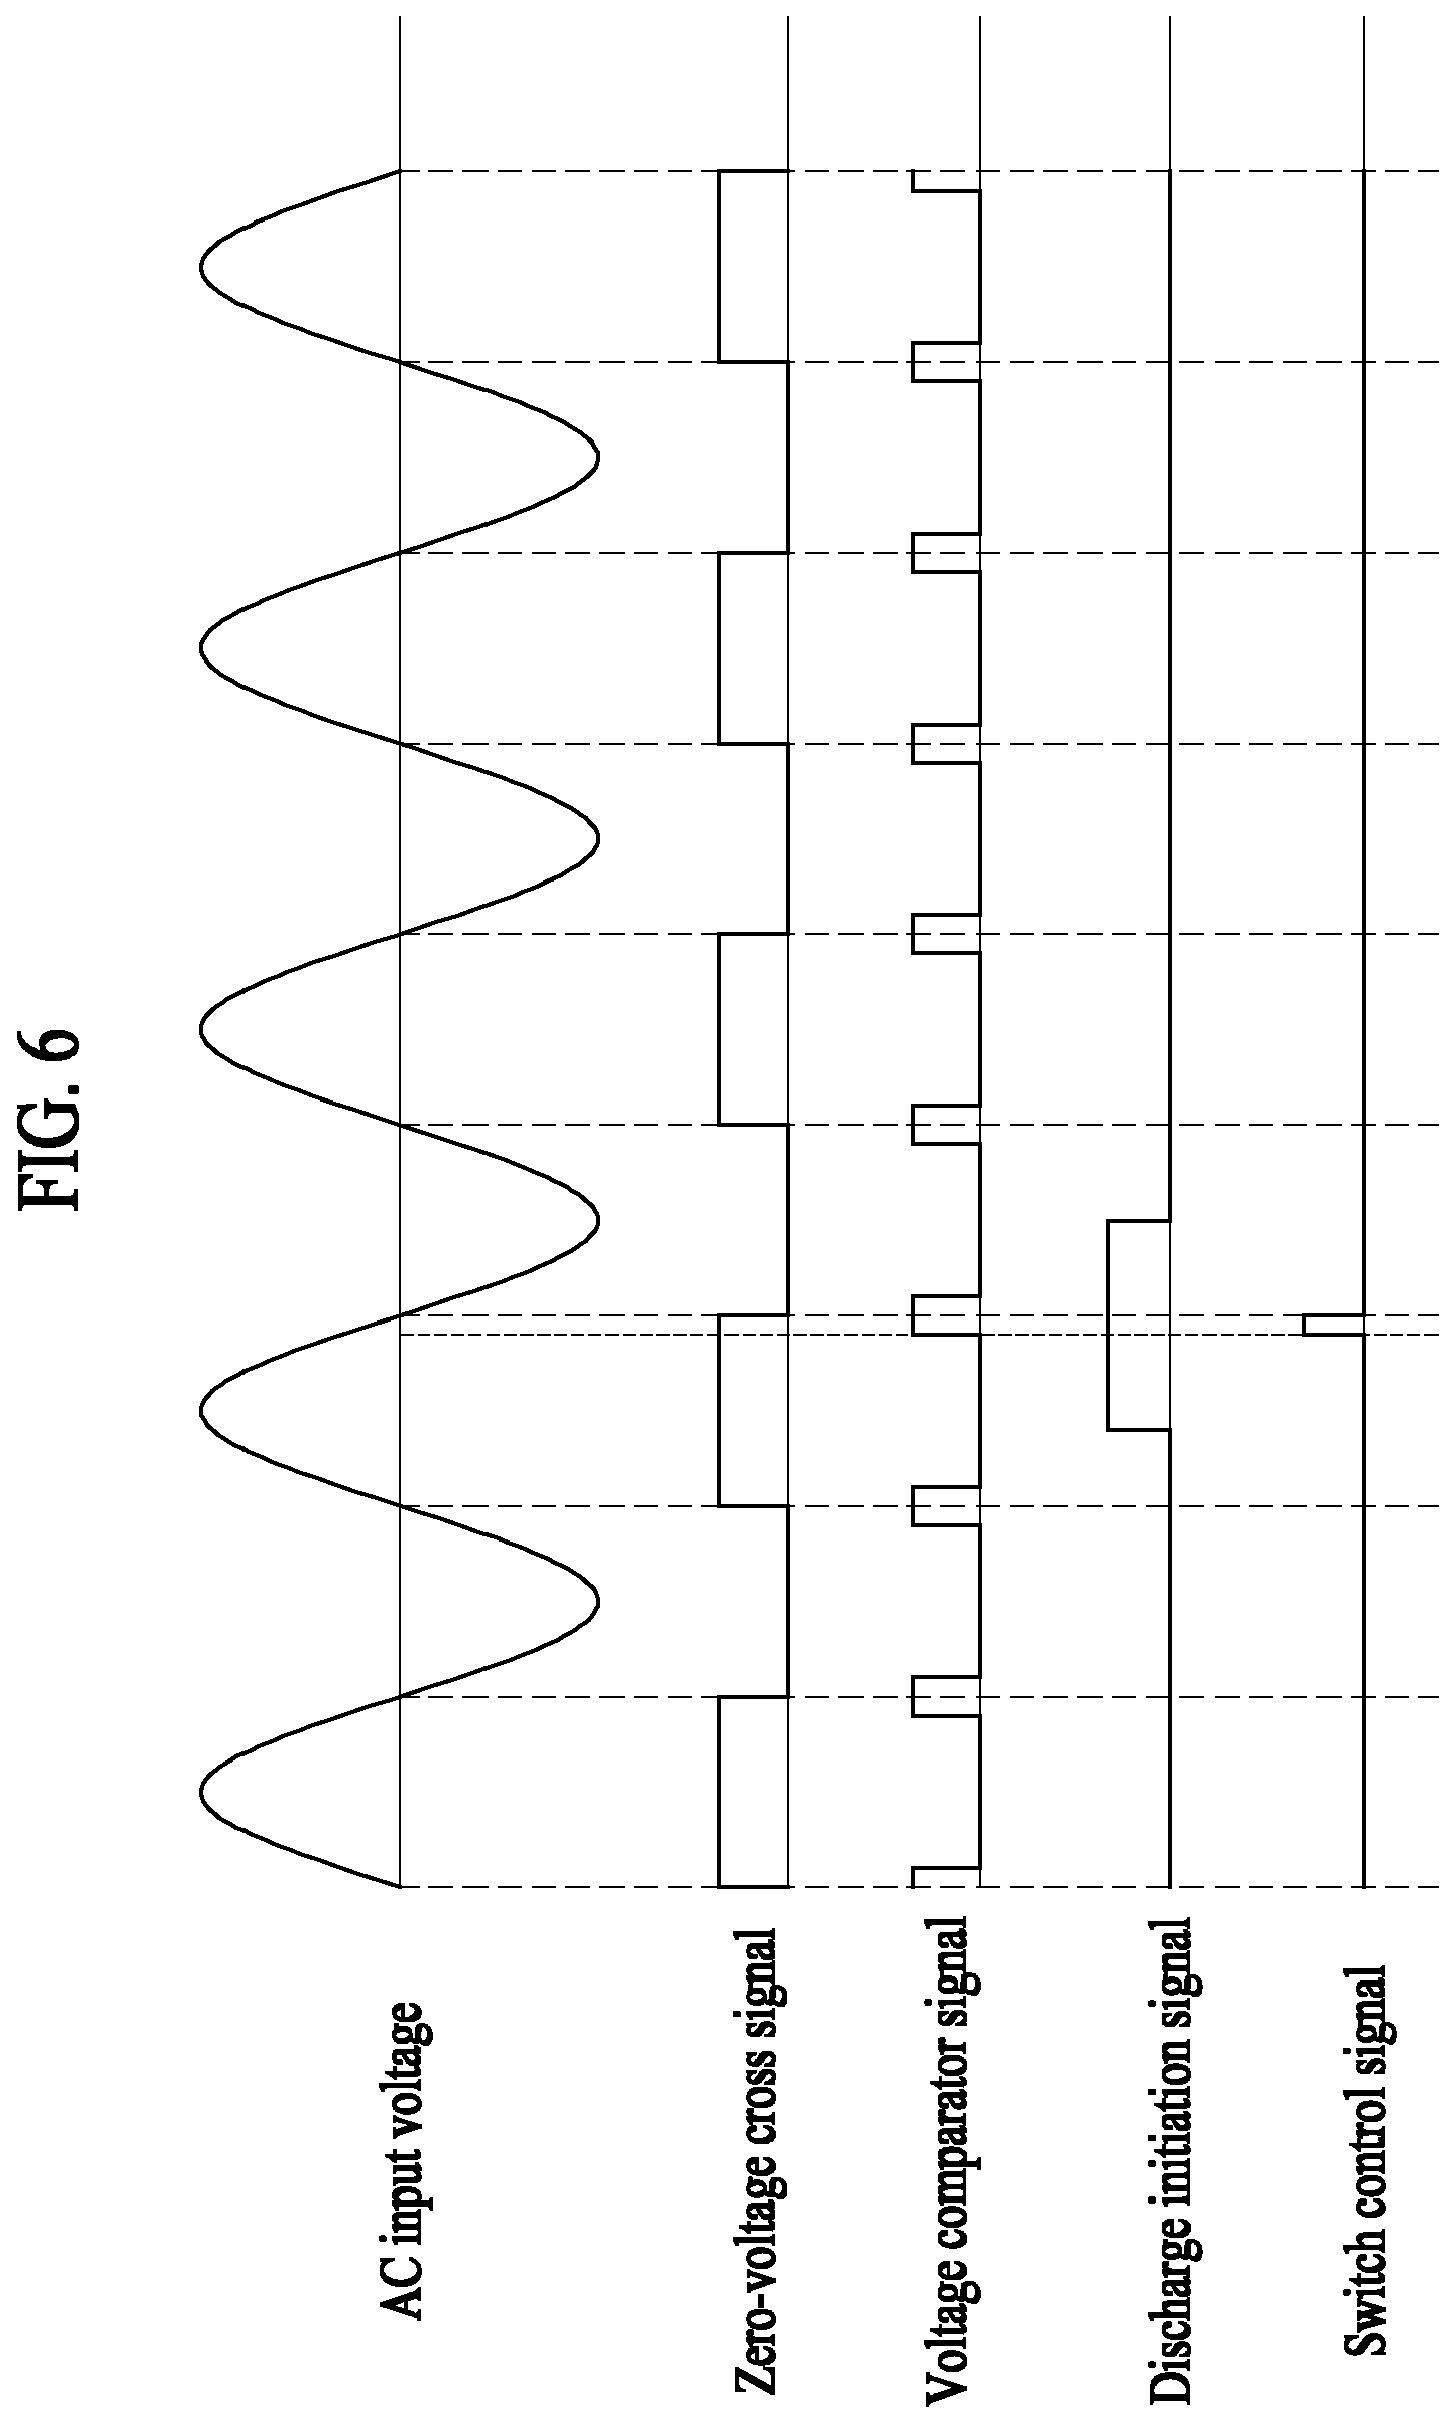 FIG. 6
AC input voltage
Zero-voltage cross signal
Voltage comparator signal
Discharge initiation signal
Switch control signal